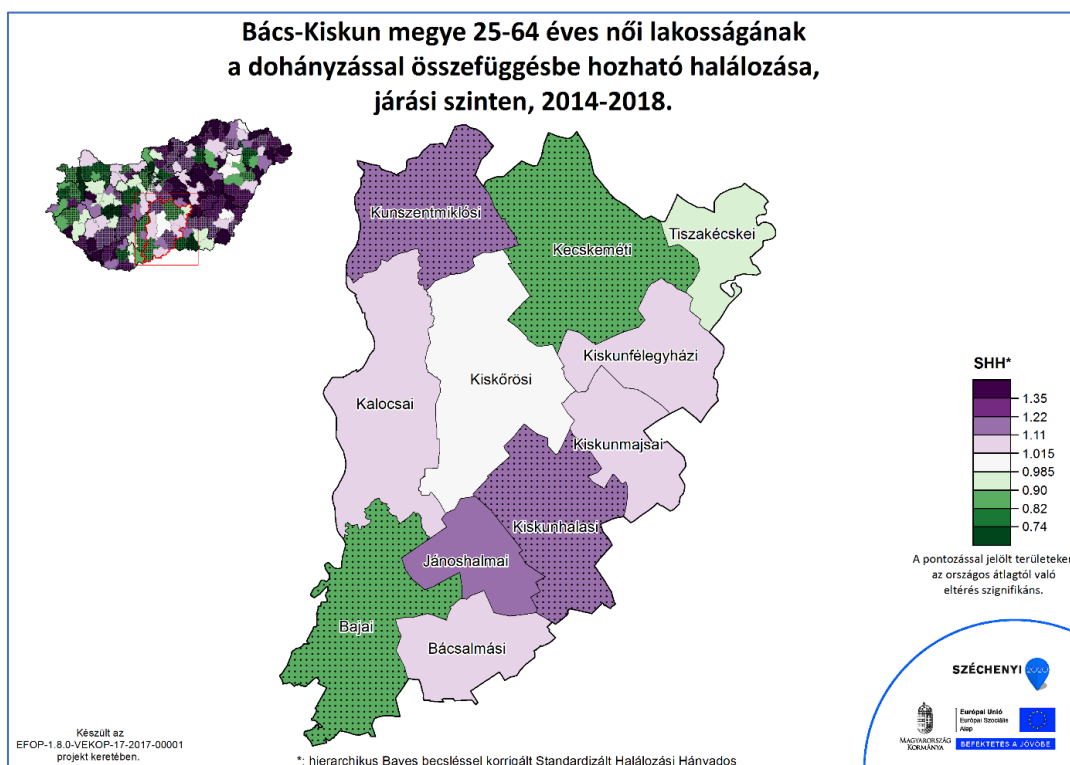 Bács-Kiskun megye 25-64 éves női lakosságának
a dohányzással összefüggésbe hozható halálozása,
járási szinten, 2014-2018.
Kunszentmiklósi
Kecskeméti
Tiszakécskei
Kiskunfélegyházi
Kiskőrösi
Kalocsai
Kiskunmajsai
Kiskunhalasi
Jánoshalmai
Bajai
Bácsalmási
SHH*
1.35
1.22
1.11
1.015
0.985
0.90
0.82
0.74
A pontozással jelölt területeken
az országos átlagtól való
eltérés szignifikáns.
SZÉCHENYI 2020
MAGYARORSZÁG
KORMÁNYA
Európai Unió
Európai Szociális
Alap
BEFEKTETÉS A JÖVŐBE
Készült az
EFOP-1.8.0-VEKOP-17-2017-00001
projekt keretében.
*: hierarchikus Bayes becsléssel korrigált Standardizált Halálozási Hányados